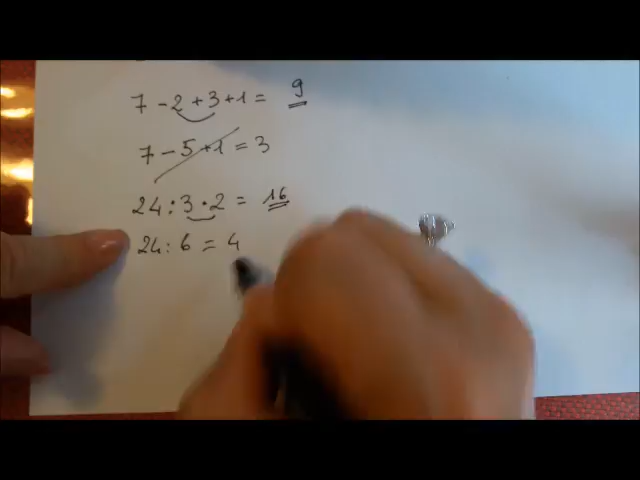 7 - 2 + 3 + 1 = 9
7 - 5 + 1 = 3
24 : 3 · 2 = 16
24 : 6 = 4